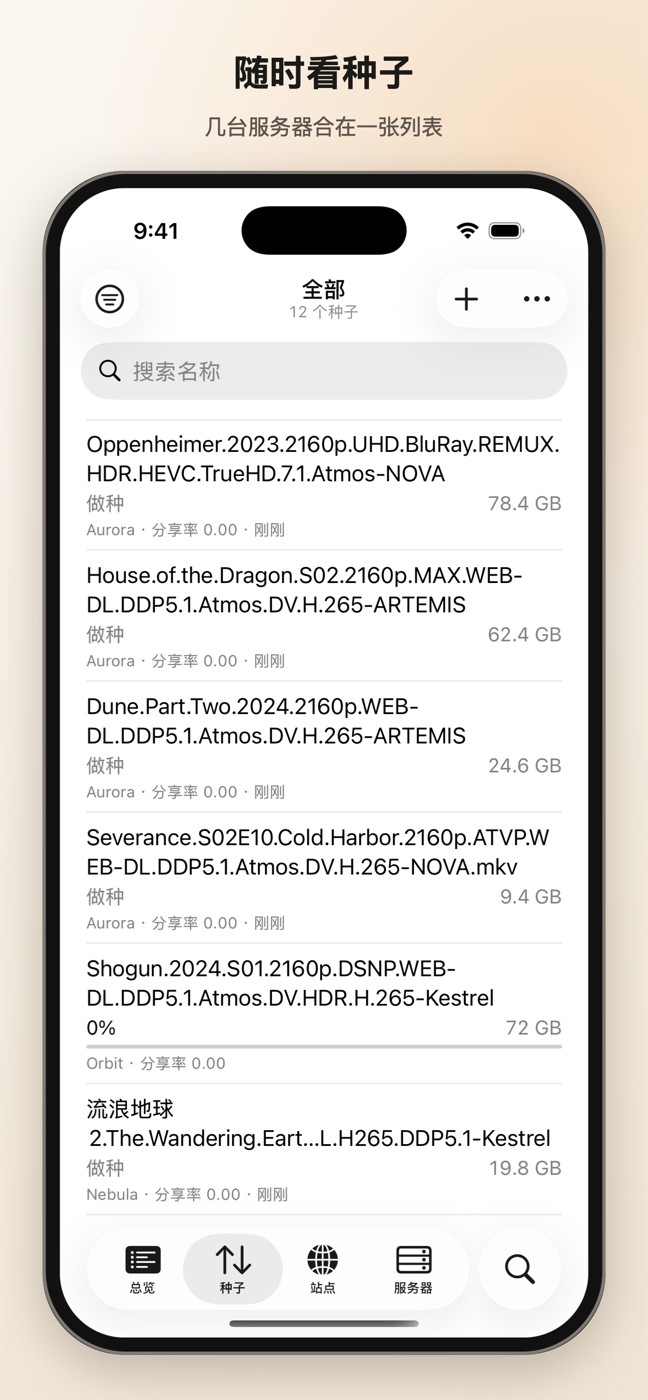 随时看种子
几台服务器合在一张列表
9:41
全部
12 个种子
搜索名称
Oppenheimer.2023.2160p.UHD.BluRay.REMUX.
HDR.HEVC.TrueHD.7.1.Atmos-NOVA
做种 78.4 GB
Aurora · 分享率 0.00 · 刚刚
House.of.the.Dragon.S02.2160p.MAX.WEB-
DL.DDP5.1.Atmos.DV.H.265-ARTEMIS
做种 62.4 GB
Aurora · 分享率 0.00 · 刚刚
Dune.Part.Two.2024.2160p.WEB-
DL.DDP5.1.Atmos.DV.H.265-ARTEMIS
做种 24.6 GB
Aurora · 分享率 0.00 · 刚刚
Severance.S02E10.Cold.Harbor.2160p.ATVP.W
EB-DL.DDP5.1.Atmos.DV.H.265-NOVA.mkv
做种 9.4 GB
Aurora · 分享率 0.00 · 刚刚
Shogun.2024.S01.2160p.DSNP.WEB-
DL.DDP5.1.Atmos.DV.HDR.H.265-Kestrel
0% 72 GB
Orbit · 分享率 0.00
流浪地球
2.The.Wandering.Eart...L.H265.DDP5.1-Kestrel
做种 19.8 GB
Nebula · 分享率 0.00 · 刚刚
总览 种子 站点 服务器